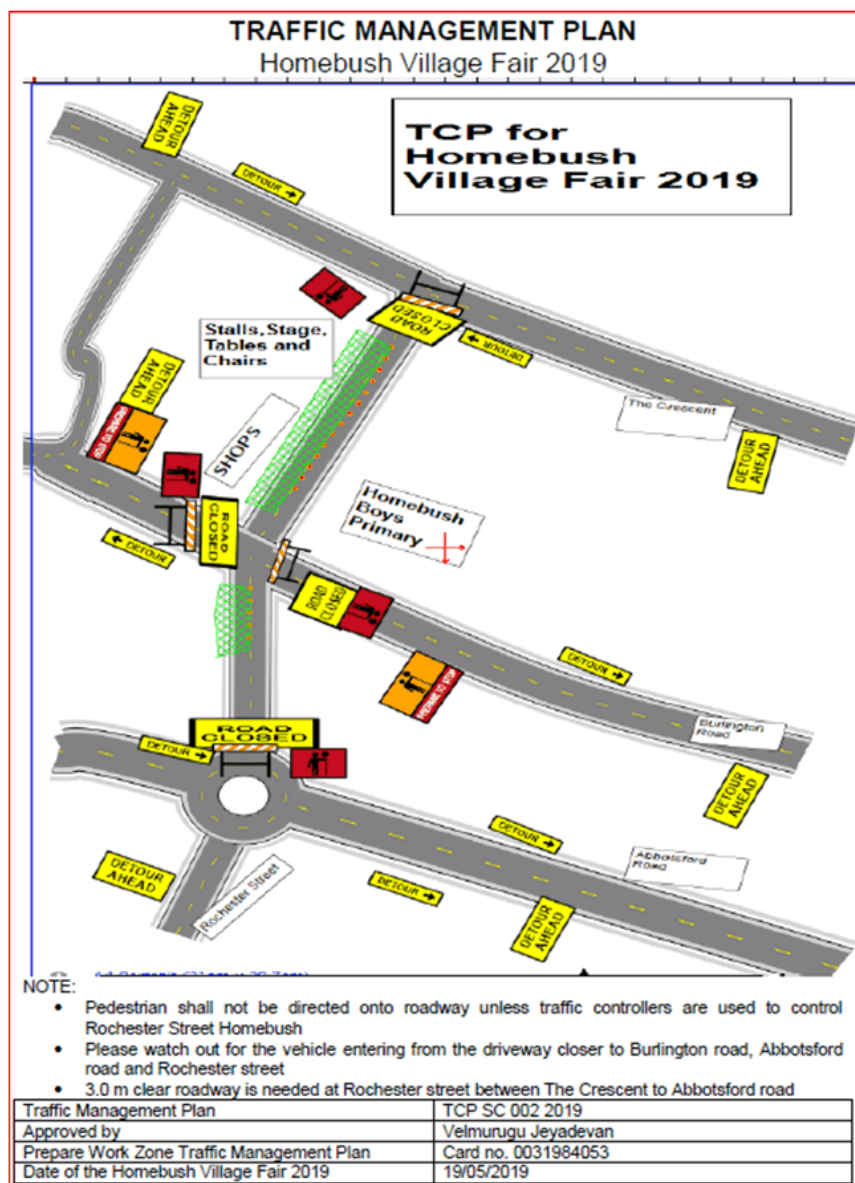 TRAFFIC MANAGEMENT PLAN
Homebush Village Fair 2019
TCP for
Homebush
Village Fair 2019
DETOUR
AHEAD
DETOUR →
ROAD
CLOSED
Stalls, Stage,
Tables and
Chairs
← DETOUR
DETOUR
AHEAD
PREPARE TO STOP
SHOPS
The Crescent
DETOUR
AHEAD
ROAD
CLOSED
Homebush
Boys
Primary
← DETOUR
ROAD
CLOSED
DETOUR →
PREPARE TO STOP
Burlington
Road
ROAD
CLOSED
DETOUR →
DETOUR
AHEAD
DETOUR →
Abbotsford
Road
DETOUR
AHEAD
Rochester Street
DETOUR →
DETOUR
AHEAD
NOTE:
• Pedestrian shall not be directed onto roadway unless traffic controllers are used to control
Rochester Street Homebush
• Please watch out for the vehicle entering from the driveway closer to Burlington road, Abbotsford
road and Rochester street
• 3.0 m clear roadway is needed at Rochester street between The Crescent to Abbotsford road
Traffic Management Plan TCP SC 002 2019
Approved by Velmurugu Jeyadevan
Prepare Work Zone Traffic Management Plan Card no. 0031984053
Date of the Homebush Village Fair 2019 19/05/2019